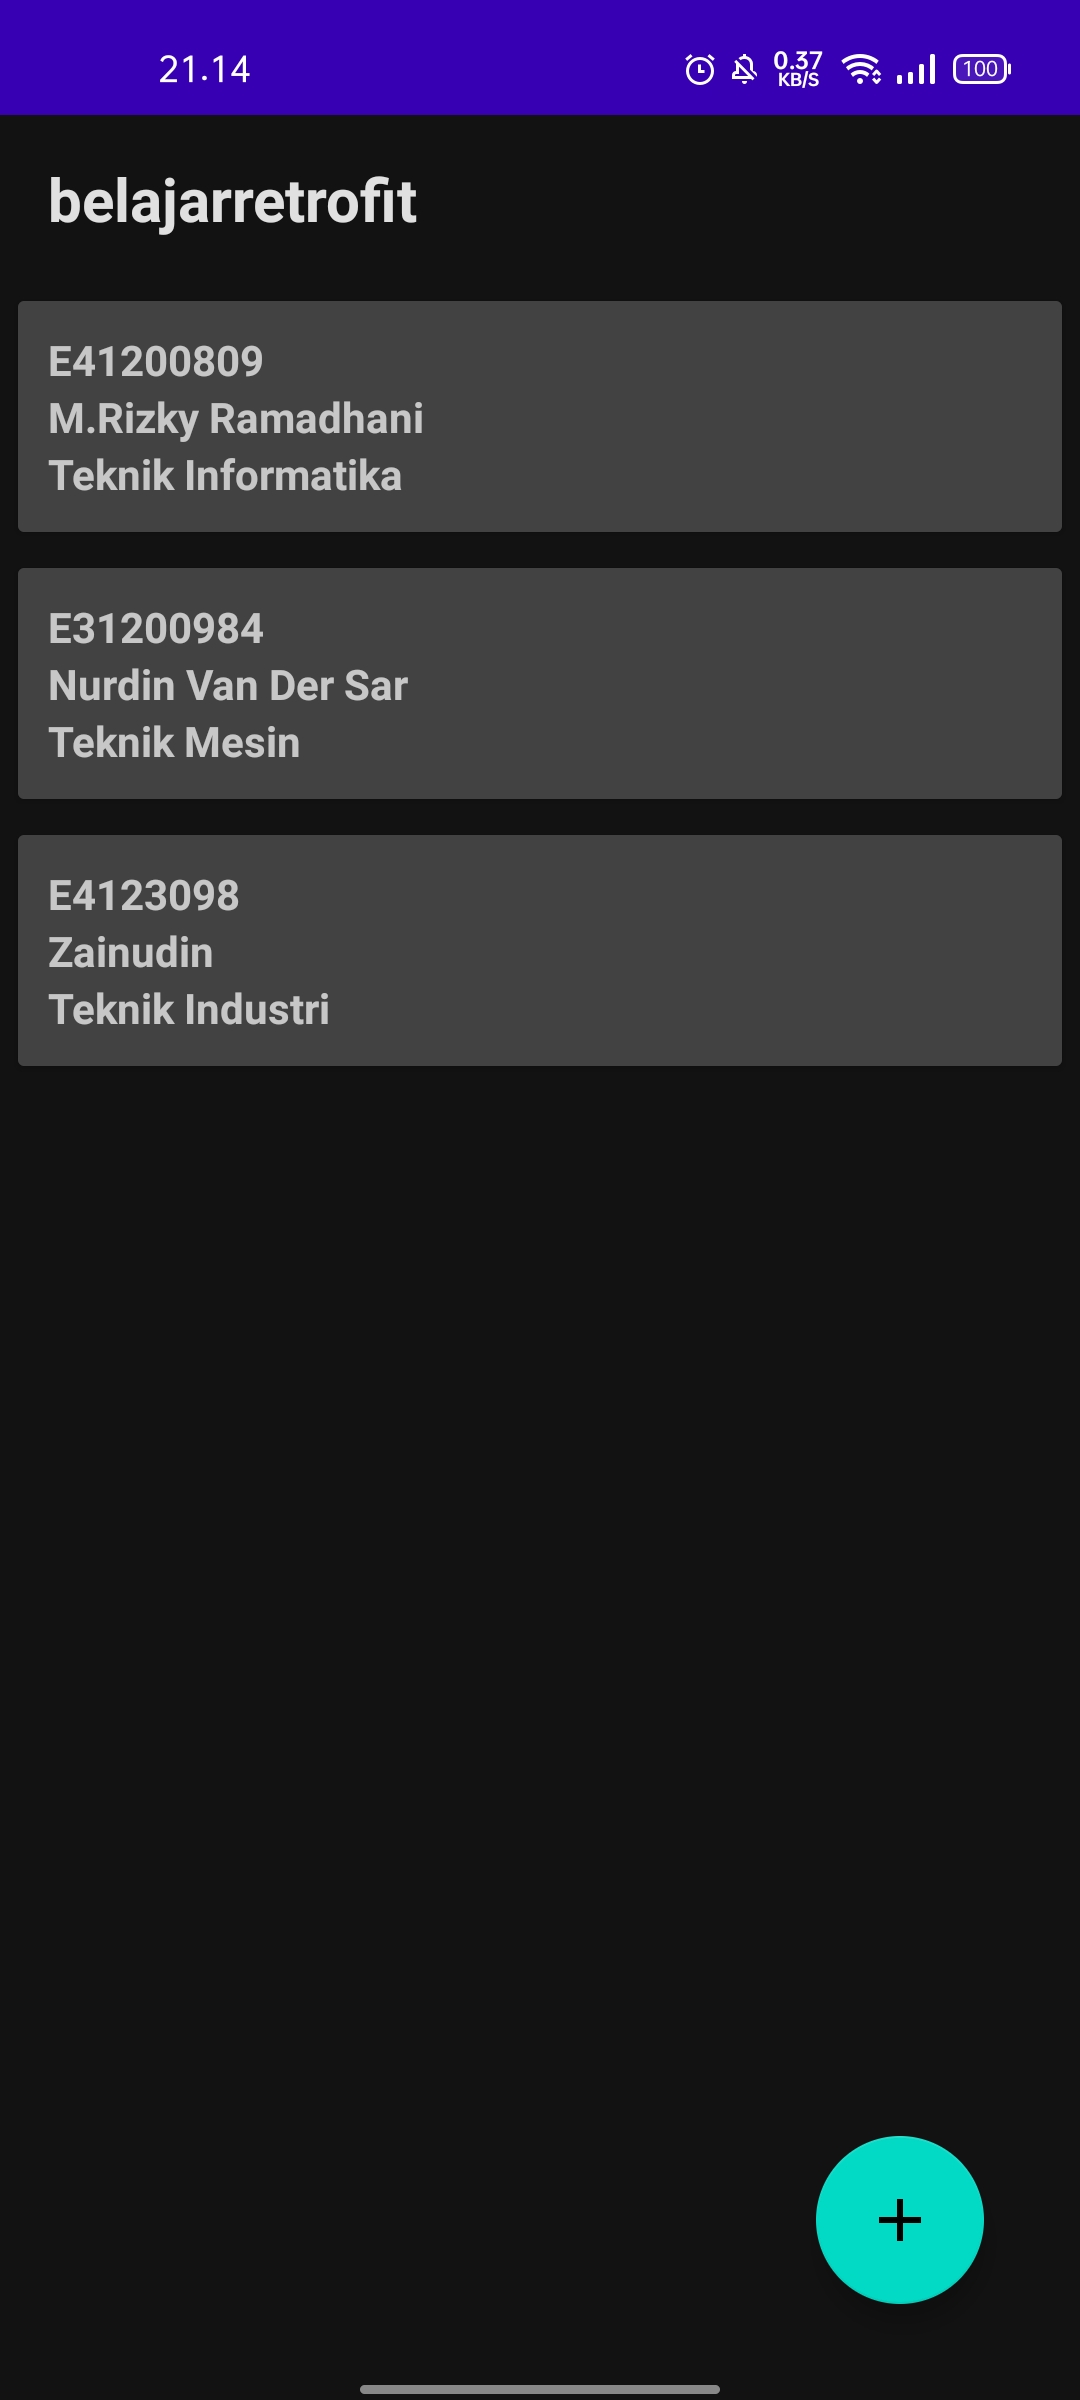 21.14
0.37
KB/S
100
belajarretrofit
E41200809
M.Rizky Ramadhani
Teknik Informatika
E31200984
Nurdin Van Der Sar
Teknik Mesin
E4123098
Zainudin
Teknik Industri